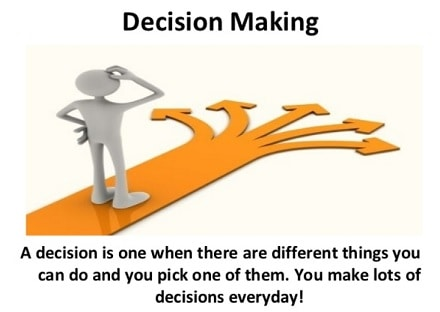 Decision Making
A decision is one when there are different things you
can do and you pick one of them. You make lots of
decisions everyday!